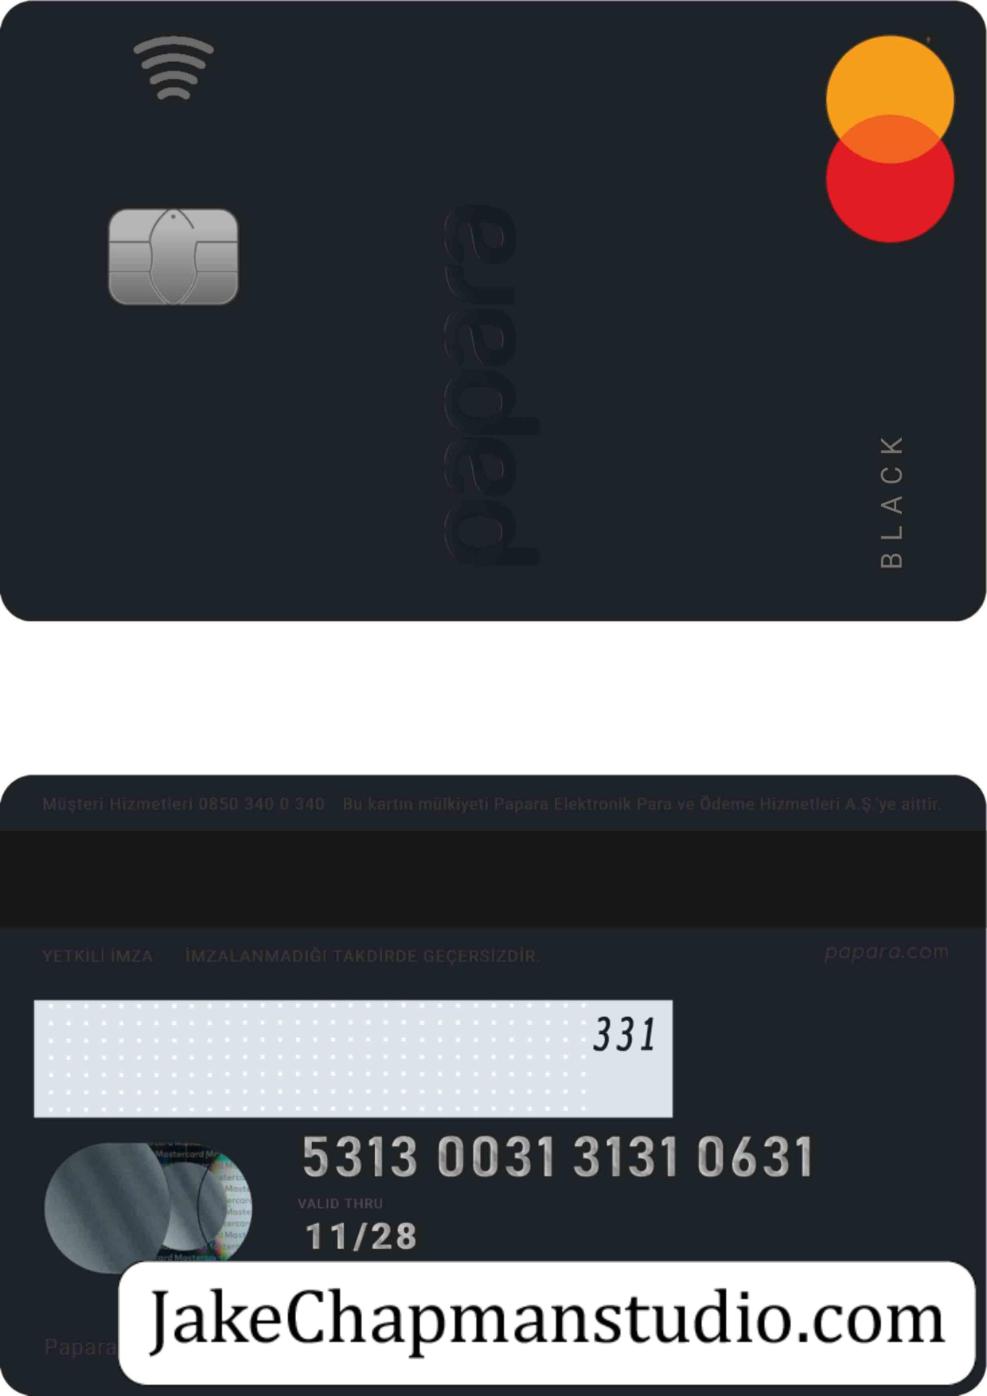 papara
BLACK
Müşteri Hizmetleri 0850 340 0 340 Bu kartın mülkiyeti Papara Elektronik Para ve Ödeme Hizmetleri A.Ş.'ye aittir.
YETKİLİ İMZA İMZALANMADIĞI TAKDİRDE GEÇERSİZDİR.
papara.com
331
5313 0031 3131 0631
VALID THRU
11/28
JakeChapmanstudio.com
Papara